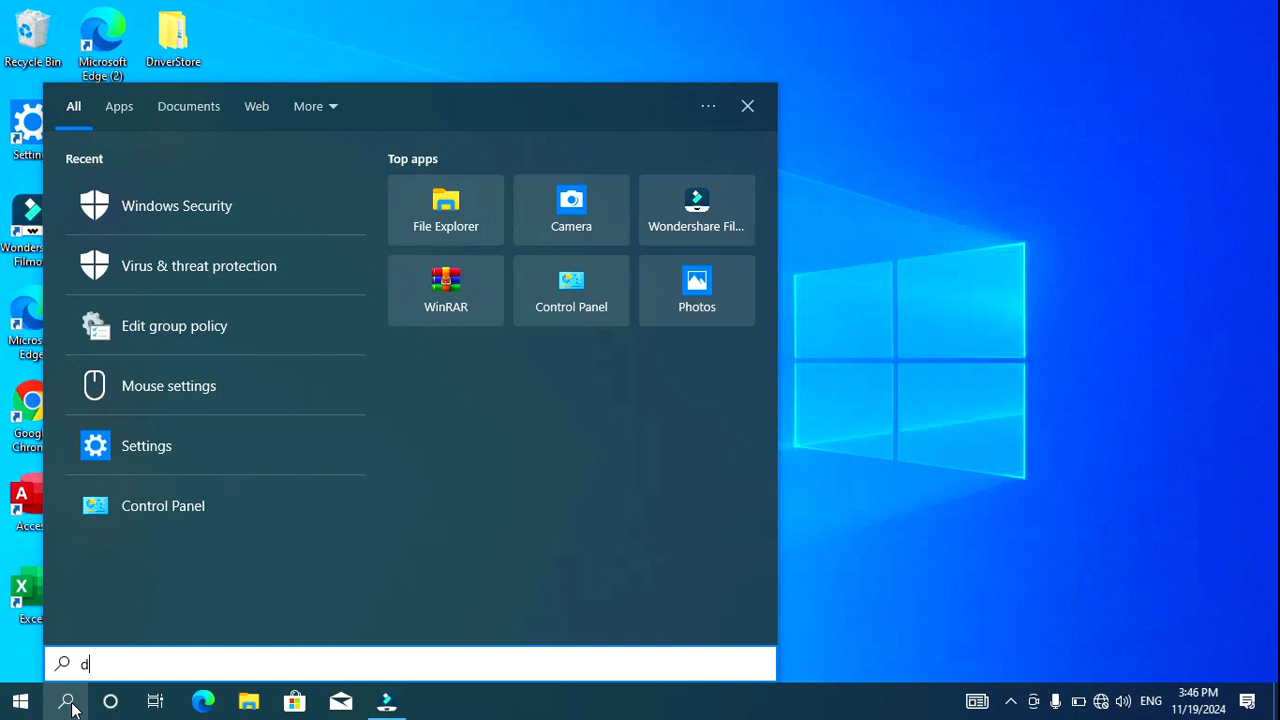 Recycle Bin
Microsoft
Edge (2)
DriverStore
All
Apps
Documents
Web
More
Recent
Windows Security
Virus & threat protection
Edit group policy
Mouse settings
Settings
Control Panel
Top apps
File Explorer
Camera
Wondershare Fil...
WinRAR
Control Panel
Photos
d
ENG
3:46 PM
11/19/2024